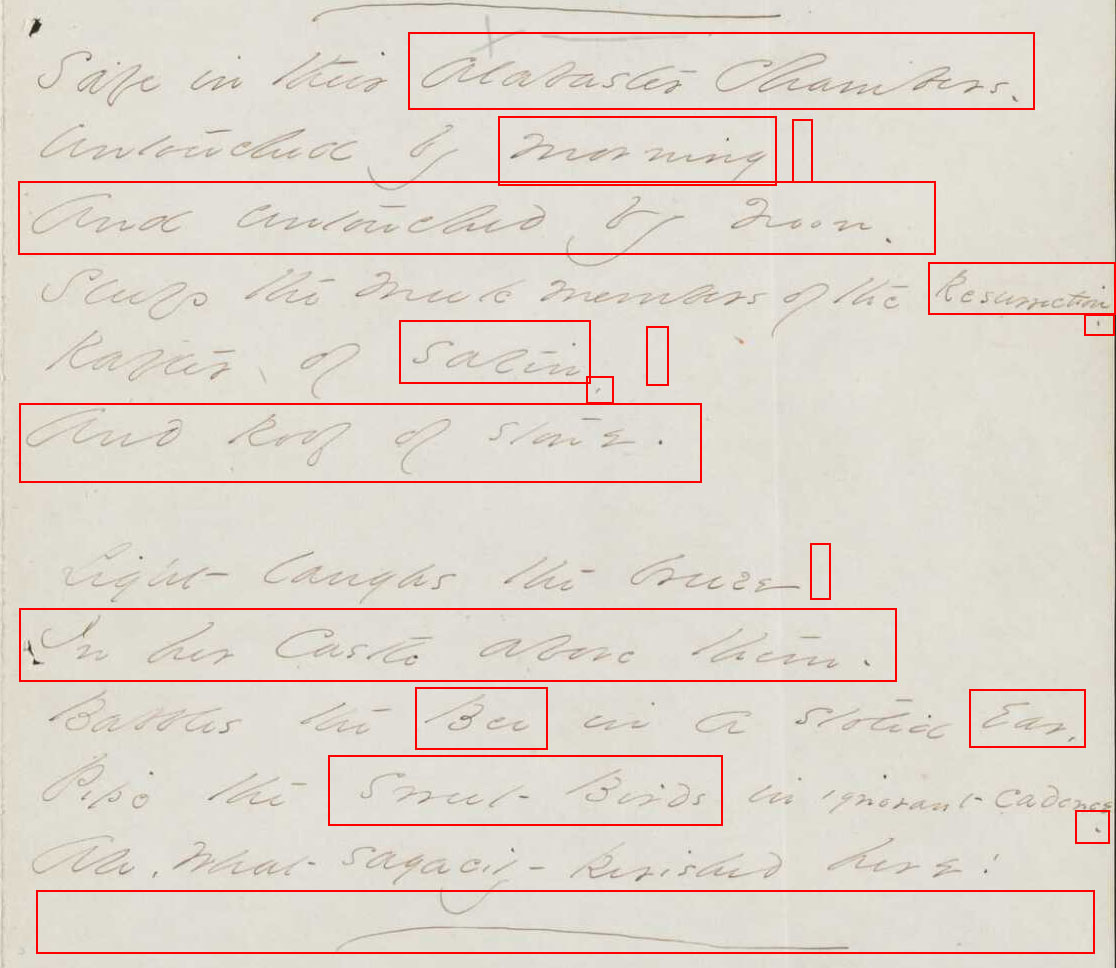 Safe in their Alabaster Chambers.
Untouched by morning
And untouched by noon.
Sleep the meek members of the Resurrection.
Rafter of Satin,
And Roof of stone.
Light laughs the breeze
In her Castle above them.
Babbles the Bee in a stolid Ear,
Pipe the Sweet Birds in ignorant cadence.
Ah, What sagacity perished here!